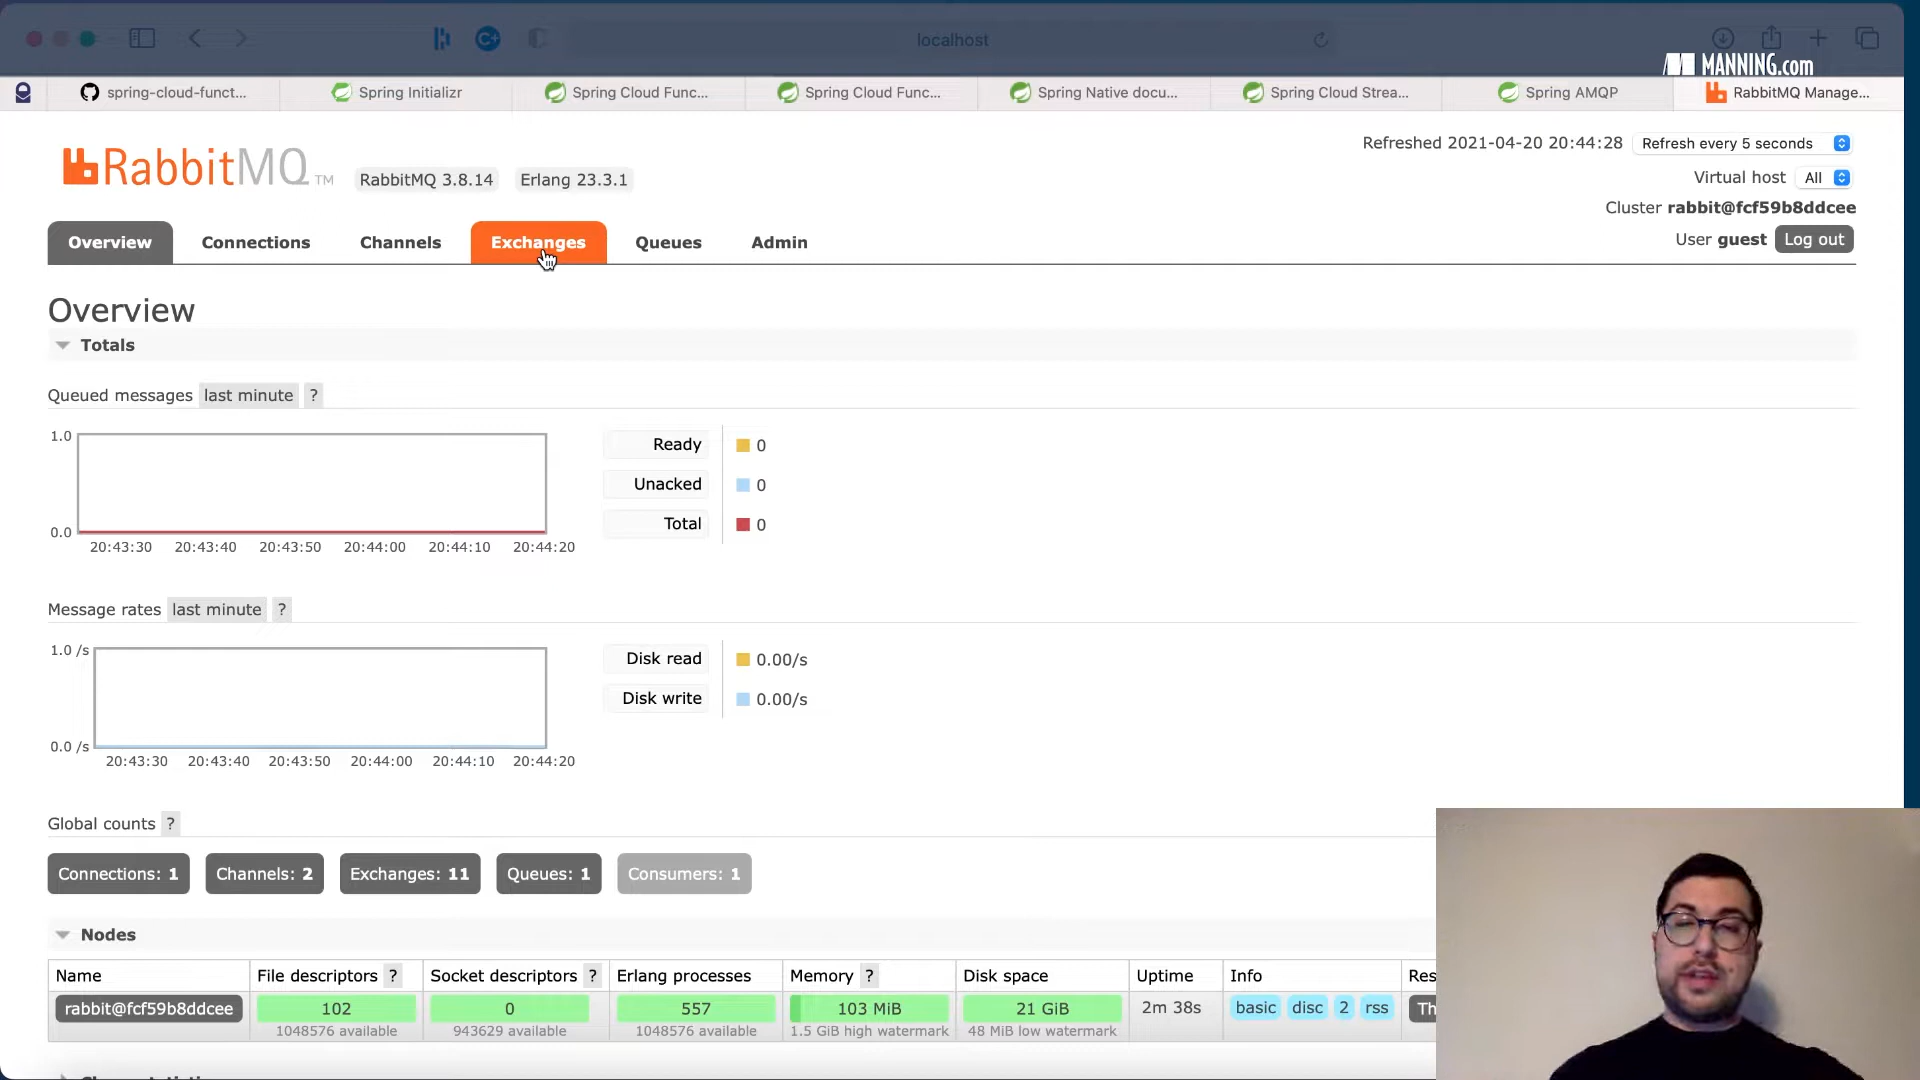 localhost
MANNING.com
spring-cloud-funct...
Spring Initializr
Spring Cloud Func...
Spring Cloud Func...
Spring Native docu...
Spring Cloud Strea...
Spring AMQP
RabbitMQ Manage...
RabbitMQ TM
RabbitMQ 3.8.14
Erlang 23.3.1
Refreshed 2021-04-20 20:44:28 Refresh every 5 seconds
Virtual host All
Cluster rabbit@fcf59b8ddcee
User guest Log out
Overview Connections Channels Exchanges Queues Admin
Overview
Totals
Queued messages last minute ?
1.0
0.0
20:43:30 20:43:40 20:43:50 20:44:00 20:44:10 20:44:20
Ready 0
Unacked 0
Total 0
Message rates last minute ?
1.0 /s
0.0 /s
20:43:30 20:43:40 20:43:50 20:44:00 20:44:10 20:44:20
Disk read 0.00/s
Disk write 0.00/s
Global counts ?
Connections: 1 Channels: 2 Exchanges: 11 Queues: 1 Consumers: 1
Nodes
Name File descriptors ? Socket descriptors ? Erlang processes Memory ? Disk space Uptime Info Res
rabbit@fcf59b8ddcee 102 0 557 103 MiB 21 GiB 2m 38s basic disc 2 rss Th
1048576 available 943629 available 1048576 available 1.5 GiB high watermark 48 MiB low watermark